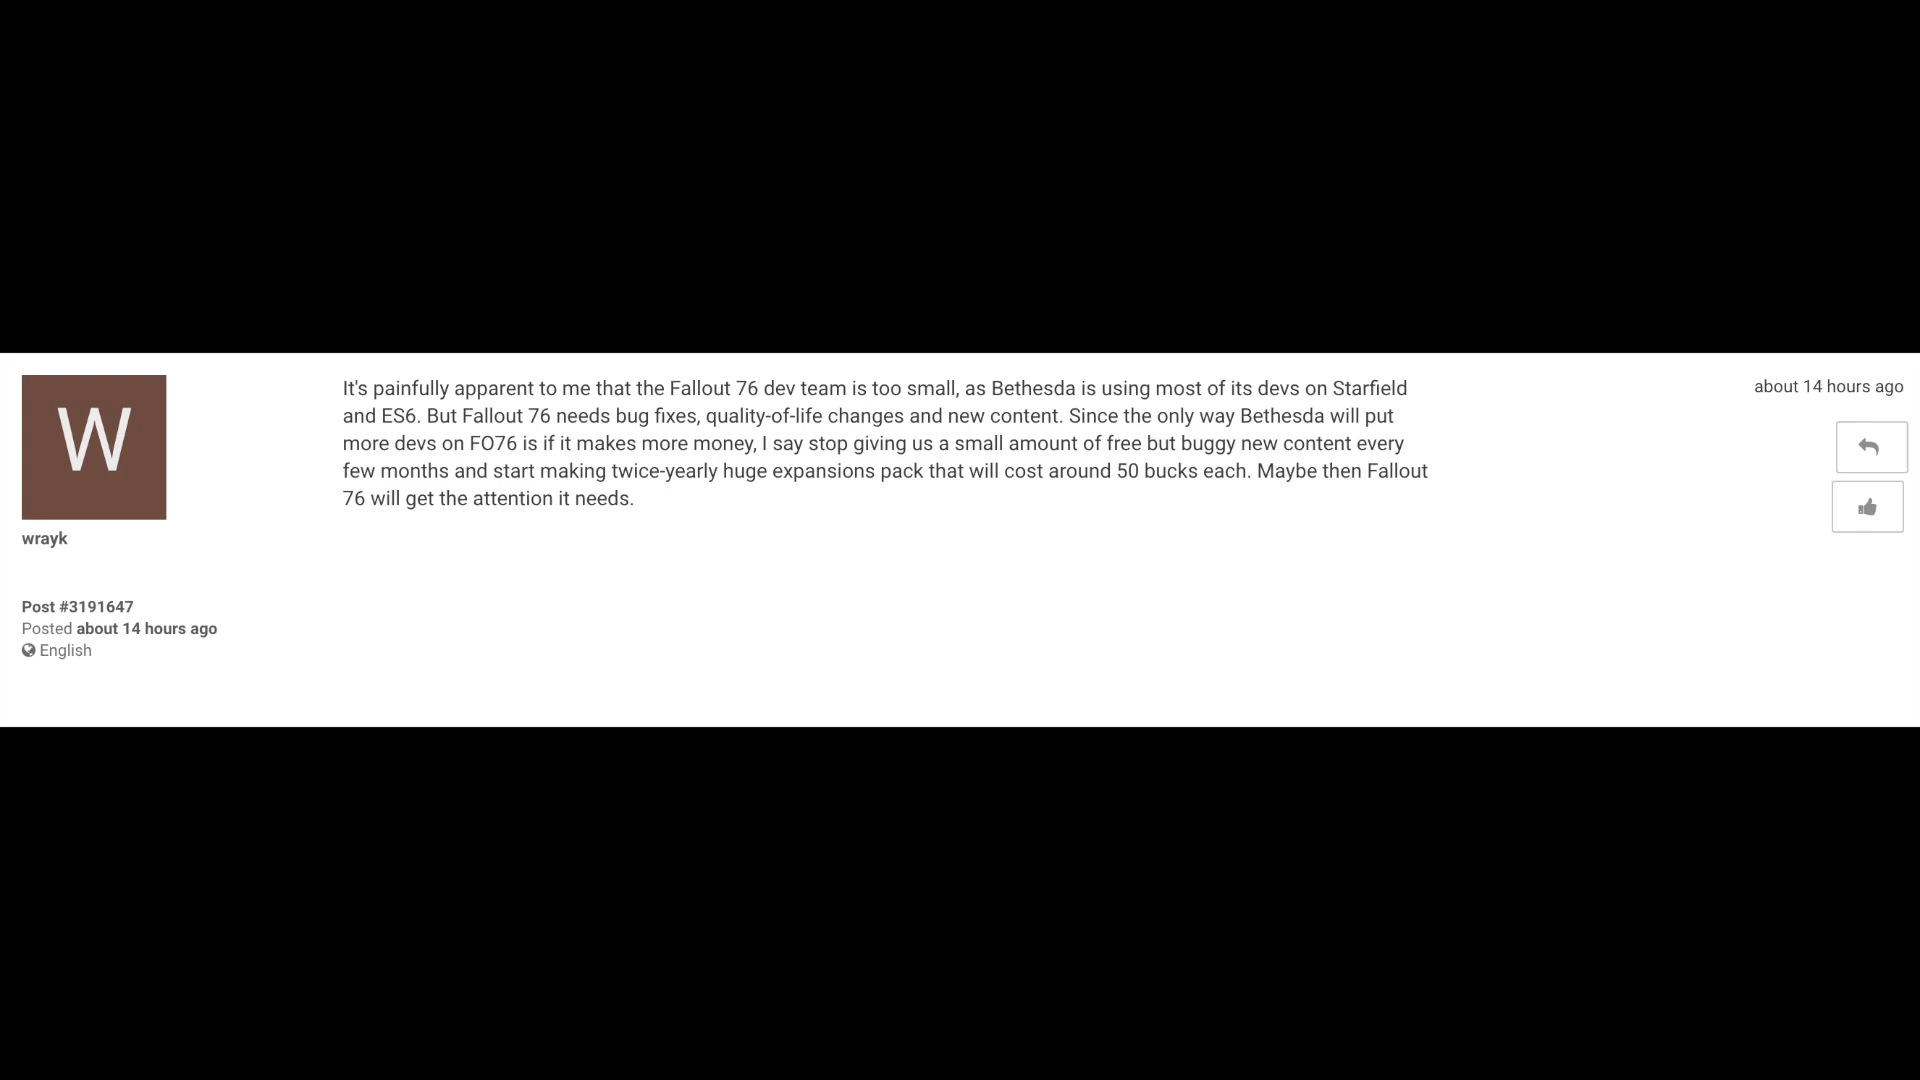 W
wrayk
Post #3191647
Posted about 14 hours ago
English
It's painfully apparent to me that the Fallout 76 dev team is too small, as Bethesda is using most of its devs on Starfield
and ES6. But Fallout 76 needs bug fixes, quality-of-life changes and new content. Since the only way Bethesda will put
more devs on FO76 is if it makes more money, I say stop giving us a small amount of free but buggy new content every
few months and start making twice-yearly huge expansions pack that will cost around 50 bucks each. Maybe then Fallout
76 will get the attention it needs.
about 14 hours ago